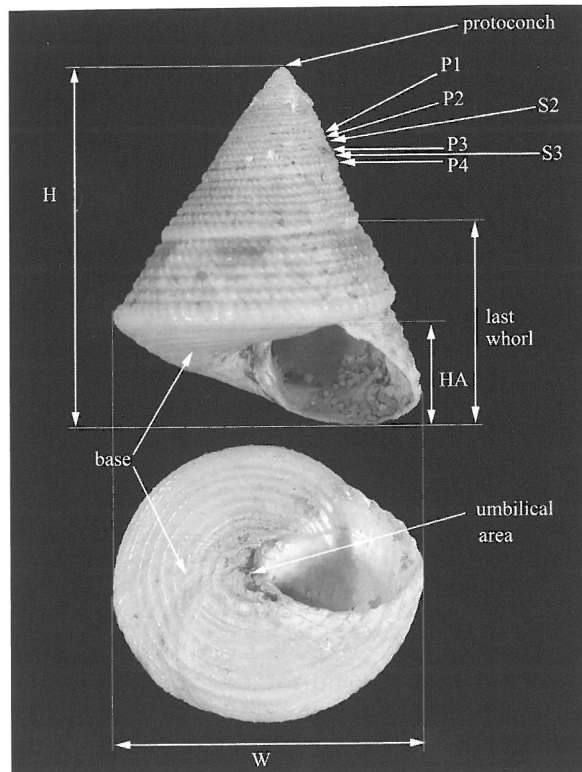 protoconch
P1
P2
S2
P3
S3
P4
H
last
whorl
HA
base
umbilical
area
W